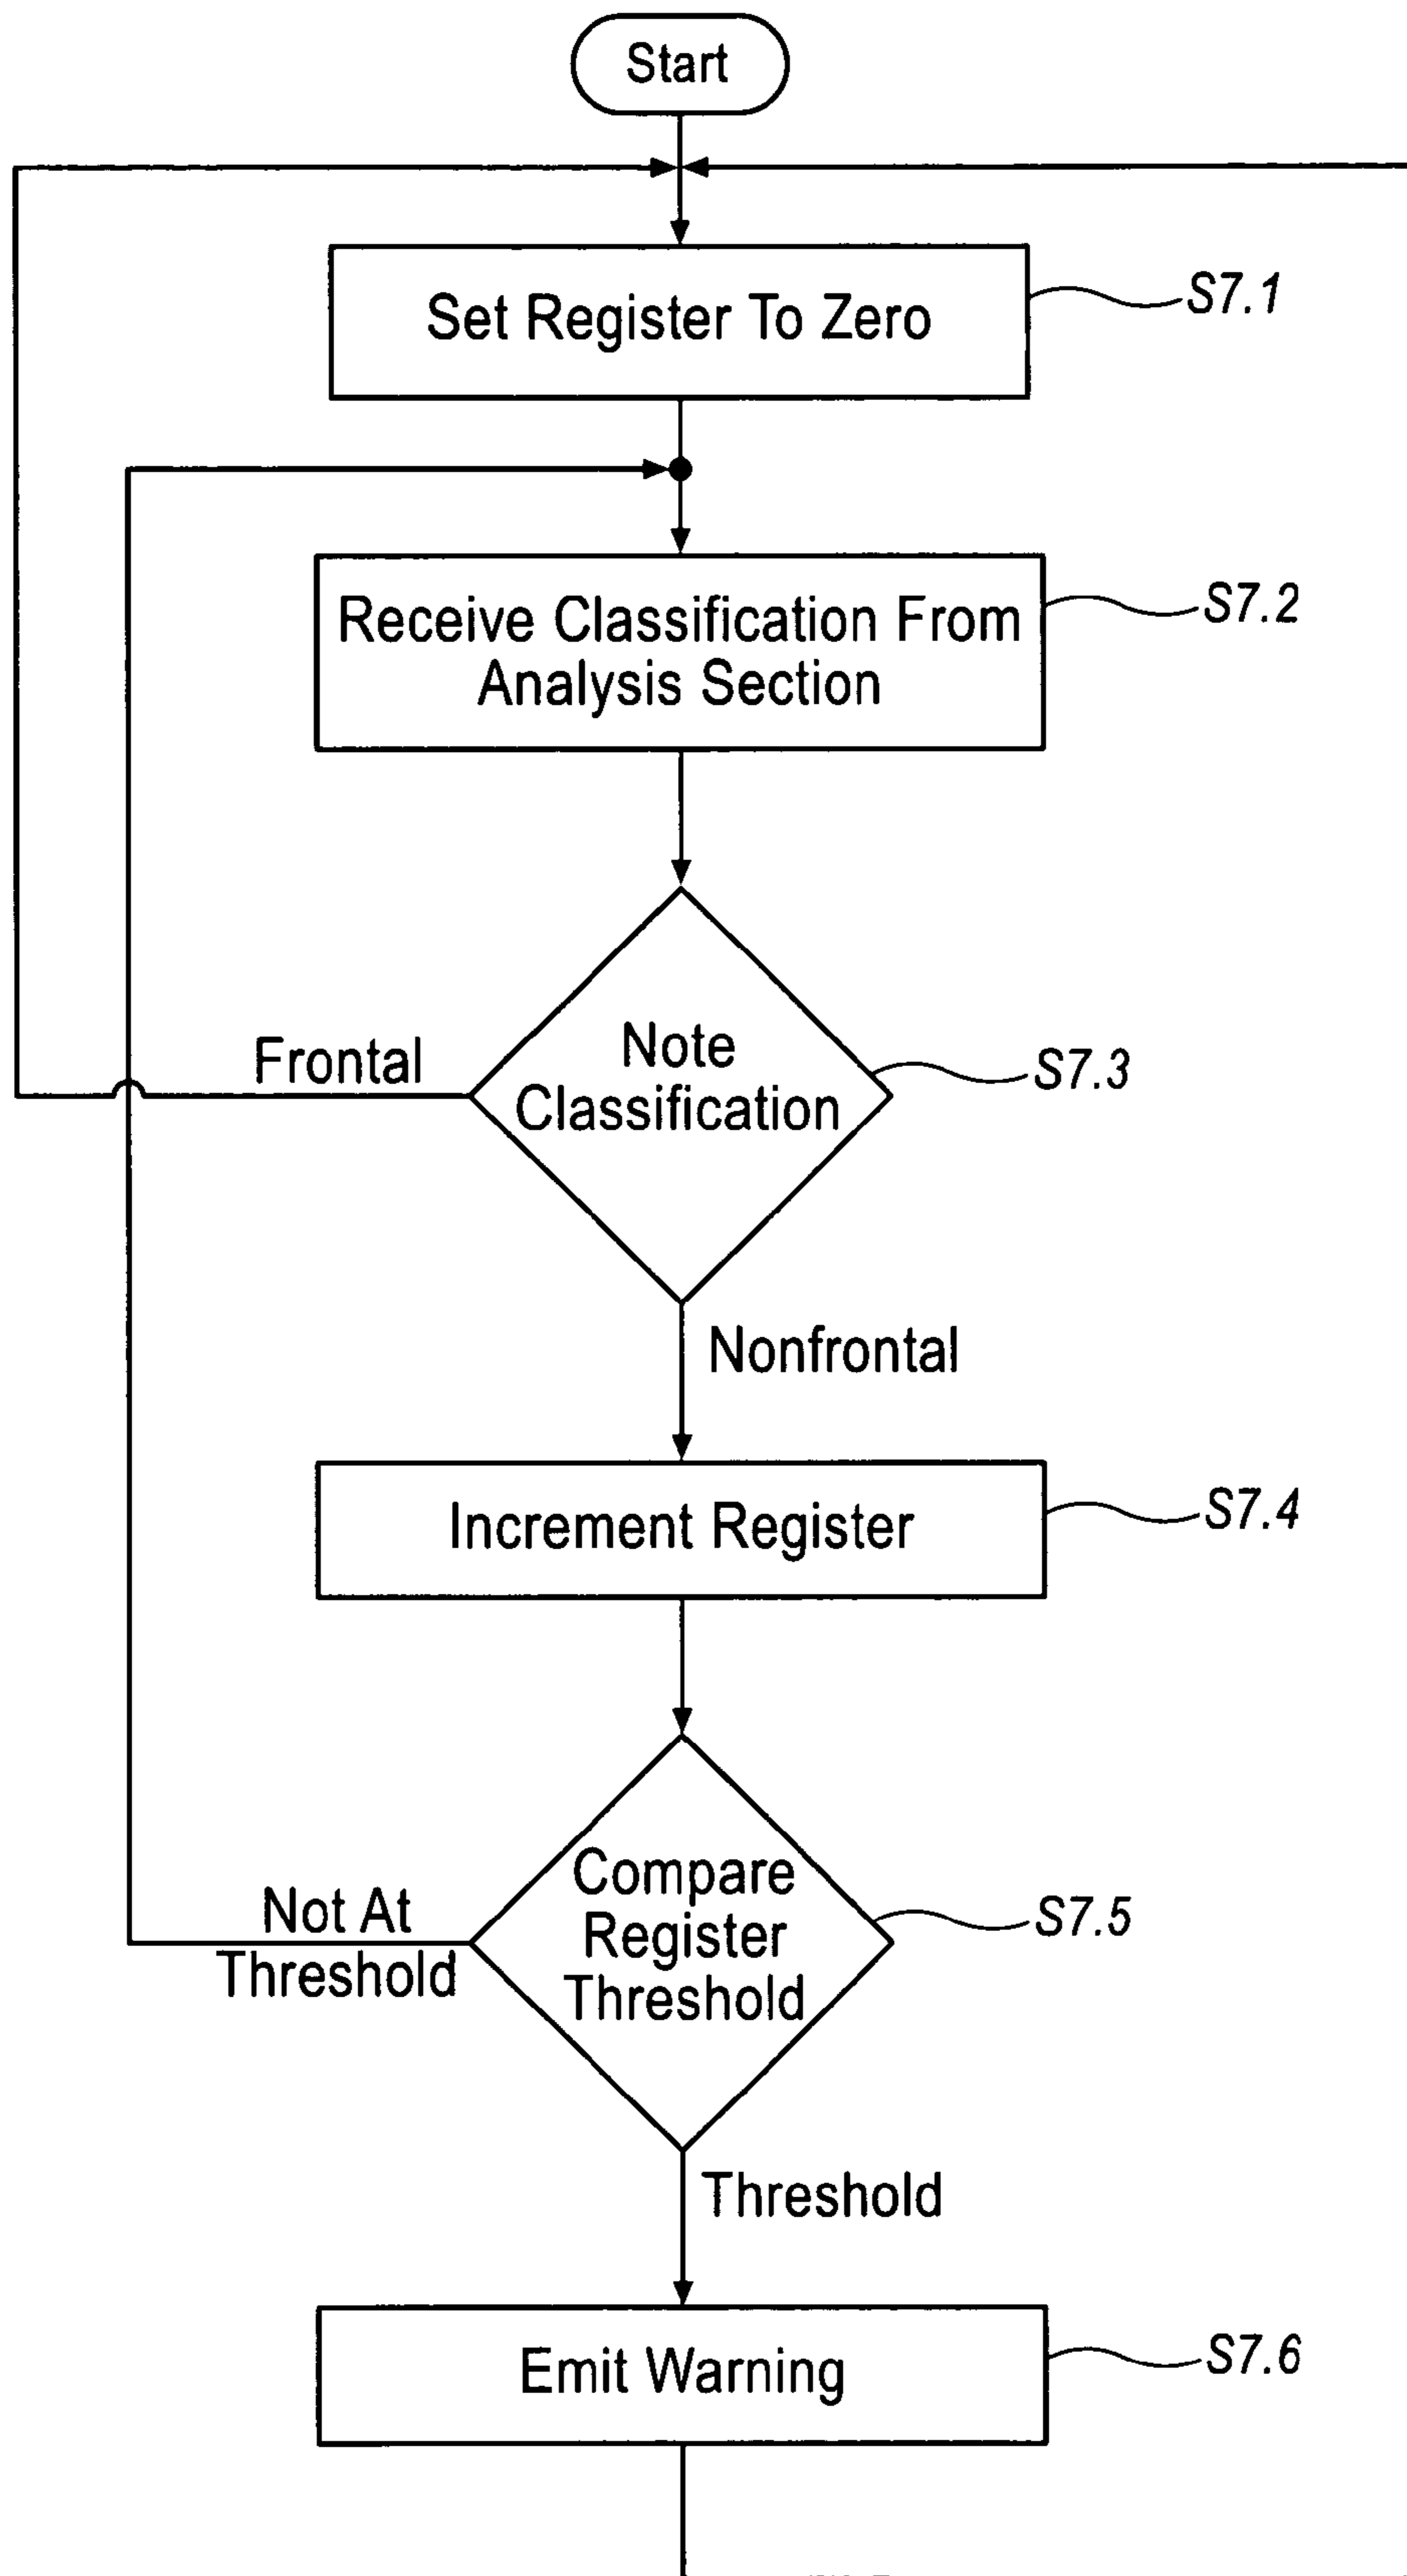 Start
Set Register To Zero
S7.1
Receive Classification From
Analysis Section
S7.2
Note
Classification
S7.3
Frontal
Nonfrontal
Increment Register
S7.4
Compare
Register
Threshold
S7.5
Not At
Threshold
Threshold
Emit Warning
S7.6